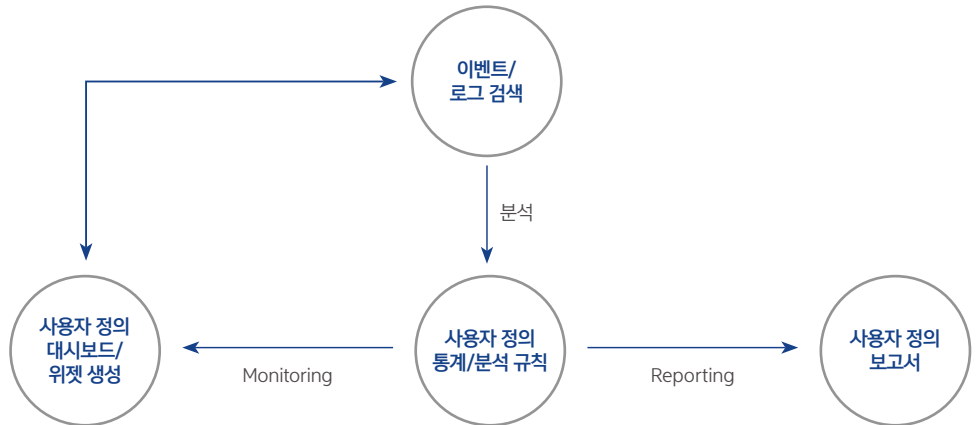 이벤트/
로그 검색
분석
사용자 정의
대시보드/
위젯 생성
Monitoring
사용자 정의
통계/분석 규칙
Reporting
사용자 정의
보고서